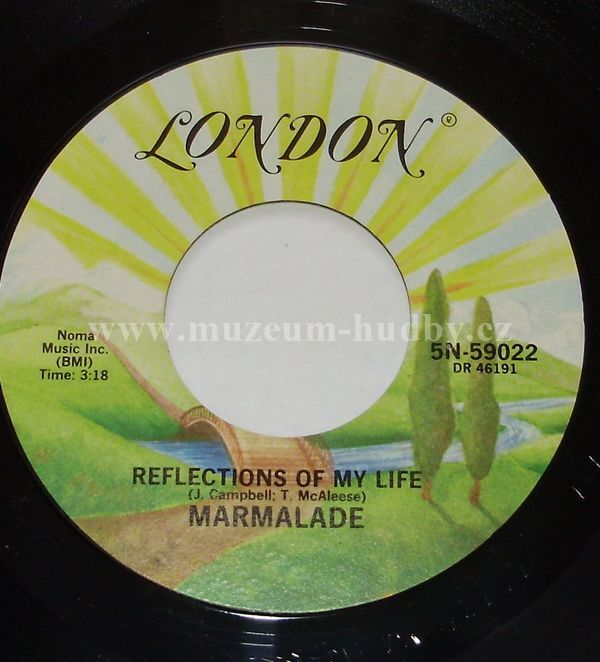 LONDON®
www.muzeum-hudby.cz
Noma
Music Inc.
(BMI)
Time: 3:18
5N-59022
DR 46191
REFLECTIONS OF MY LIFE
(J. Campbell; T. McAleese)
MARMALADE